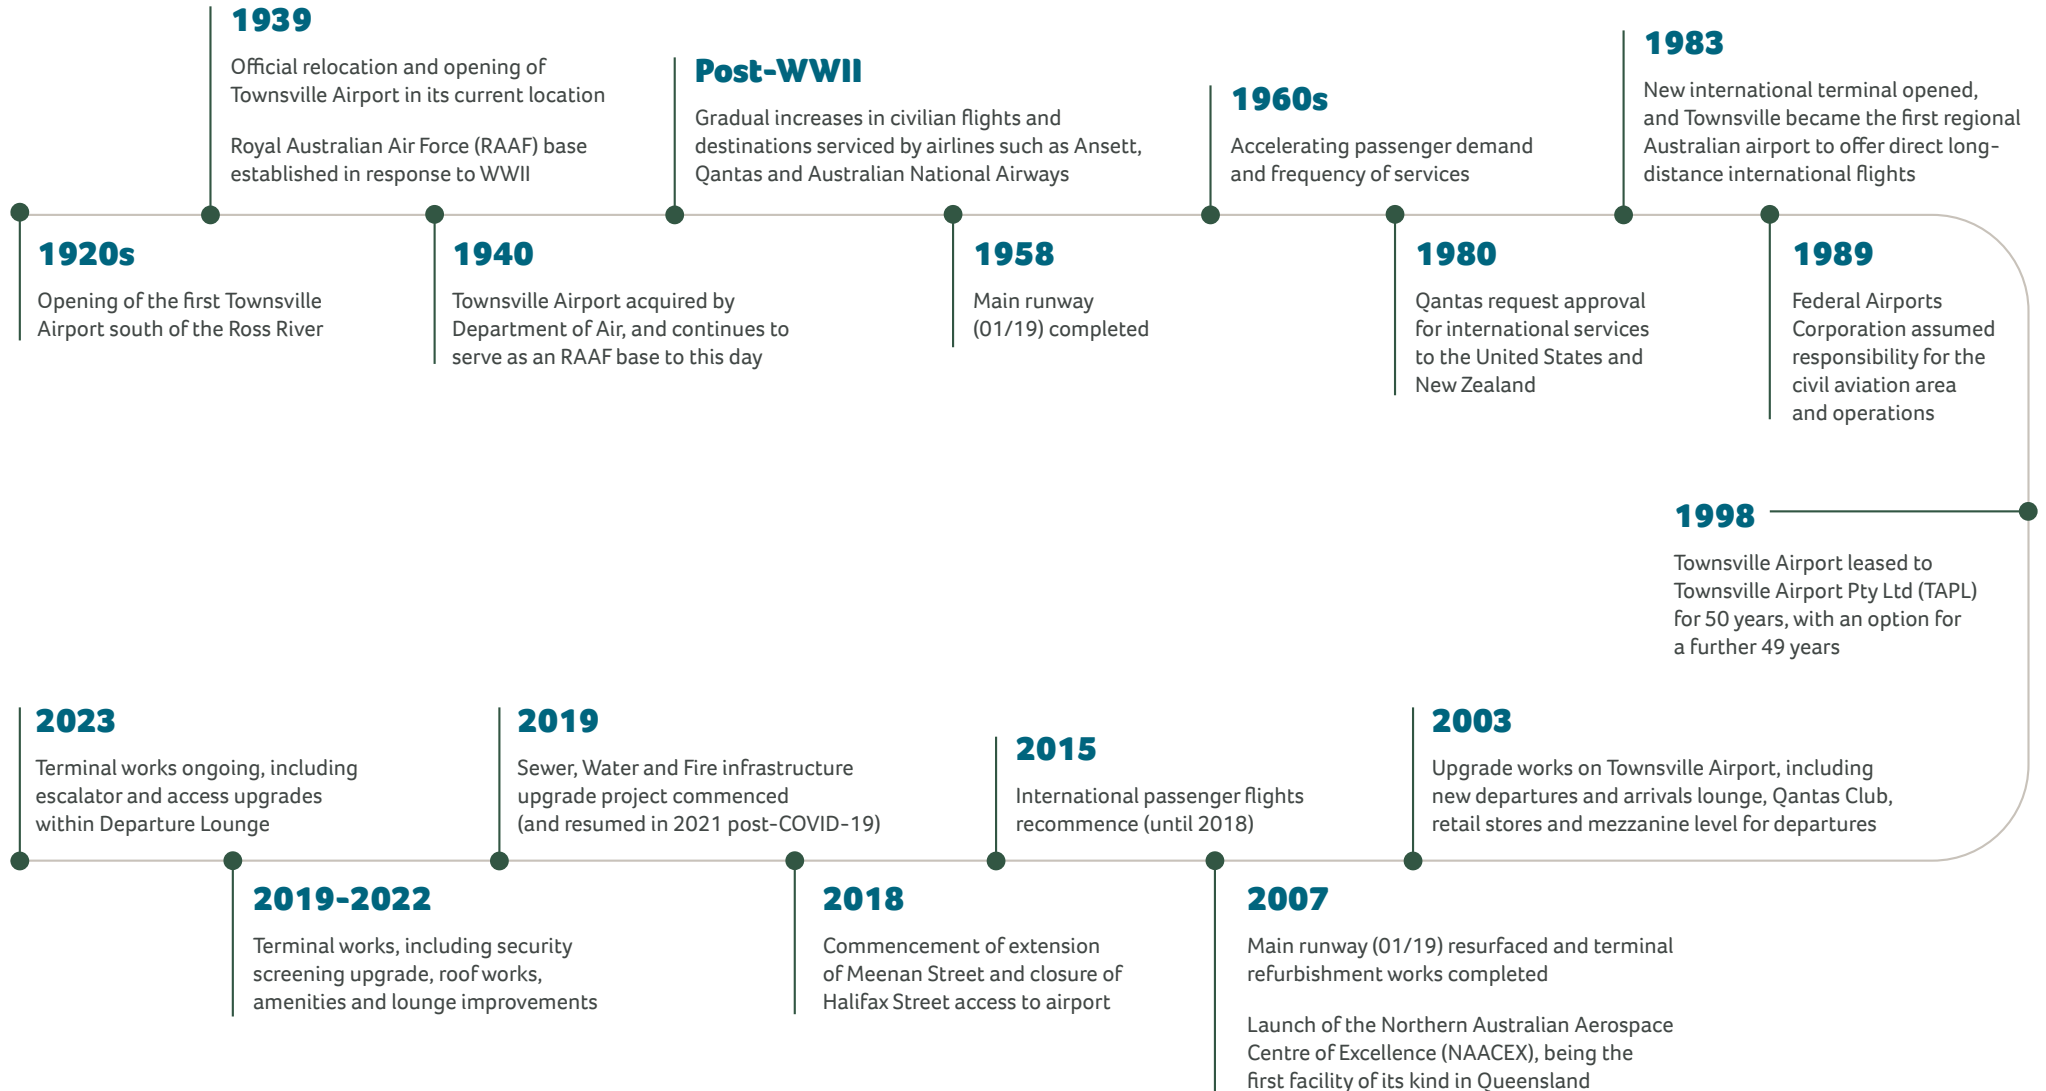 1920s
Opening of the first Townsville
Airport south of the Ross River
1939
Official relocation and opening of
Townsville Airport in its current location
Royal Australian Air Force (RAAF) base
established in response to WWII
1940
Townsville Airport acquired by
Department of Air, and continues to
serve as an RAAF base to this day
Post-WWII
Gradual increases in civilian flights and
destinations serviced by airlines such as Ansett,
Qantas and Australian National Airways
1958
Main runway
(01/19) completed
1960s
Accelerating passenger demand
and frequency of services
1980
Qantas request approval
for international services
to the United States and
New Zealand
1983
New international terminal opened,
and Townsville became the first regional
Australian airport to offer direct long-
distance international flights
1989
Federal Airports
Corporation assumed
responsibility for the
civil aviation area
and operations
1998
Townsville Airport leased to
Townsville Airport Pty Ltd (TAPL)
for 50 years, with an option for
a further 49 years
2003
Upgrade works on Townsville Airport, including
new departures and arrivals lounge, Qantas Club,
retail stores and mezzanine level for departures
2007
Main runway (01/19) resurfaced and terminal
refurbishment works completed
Launch of the Northern Australian Aerospace
Centre of Excellence (NAACEX), being the
first facility of its kind in Queensland
2015
International passenger flights
recommence (until 2018)
2018
Commencement of extension
of Meenan Street and closure of
Halifax Street access to airport
2019
Sewer, Water and Fire infrastructure
upgrade project commenced
(and resumed in 2021 post-COVID-19)
2019-2022
Terminal works, including security
screening upgrade, roof works,
amenities and lounge improvements
2023
Terminal works ongoing, including
escalator and access upgrades
within Departure Lounge